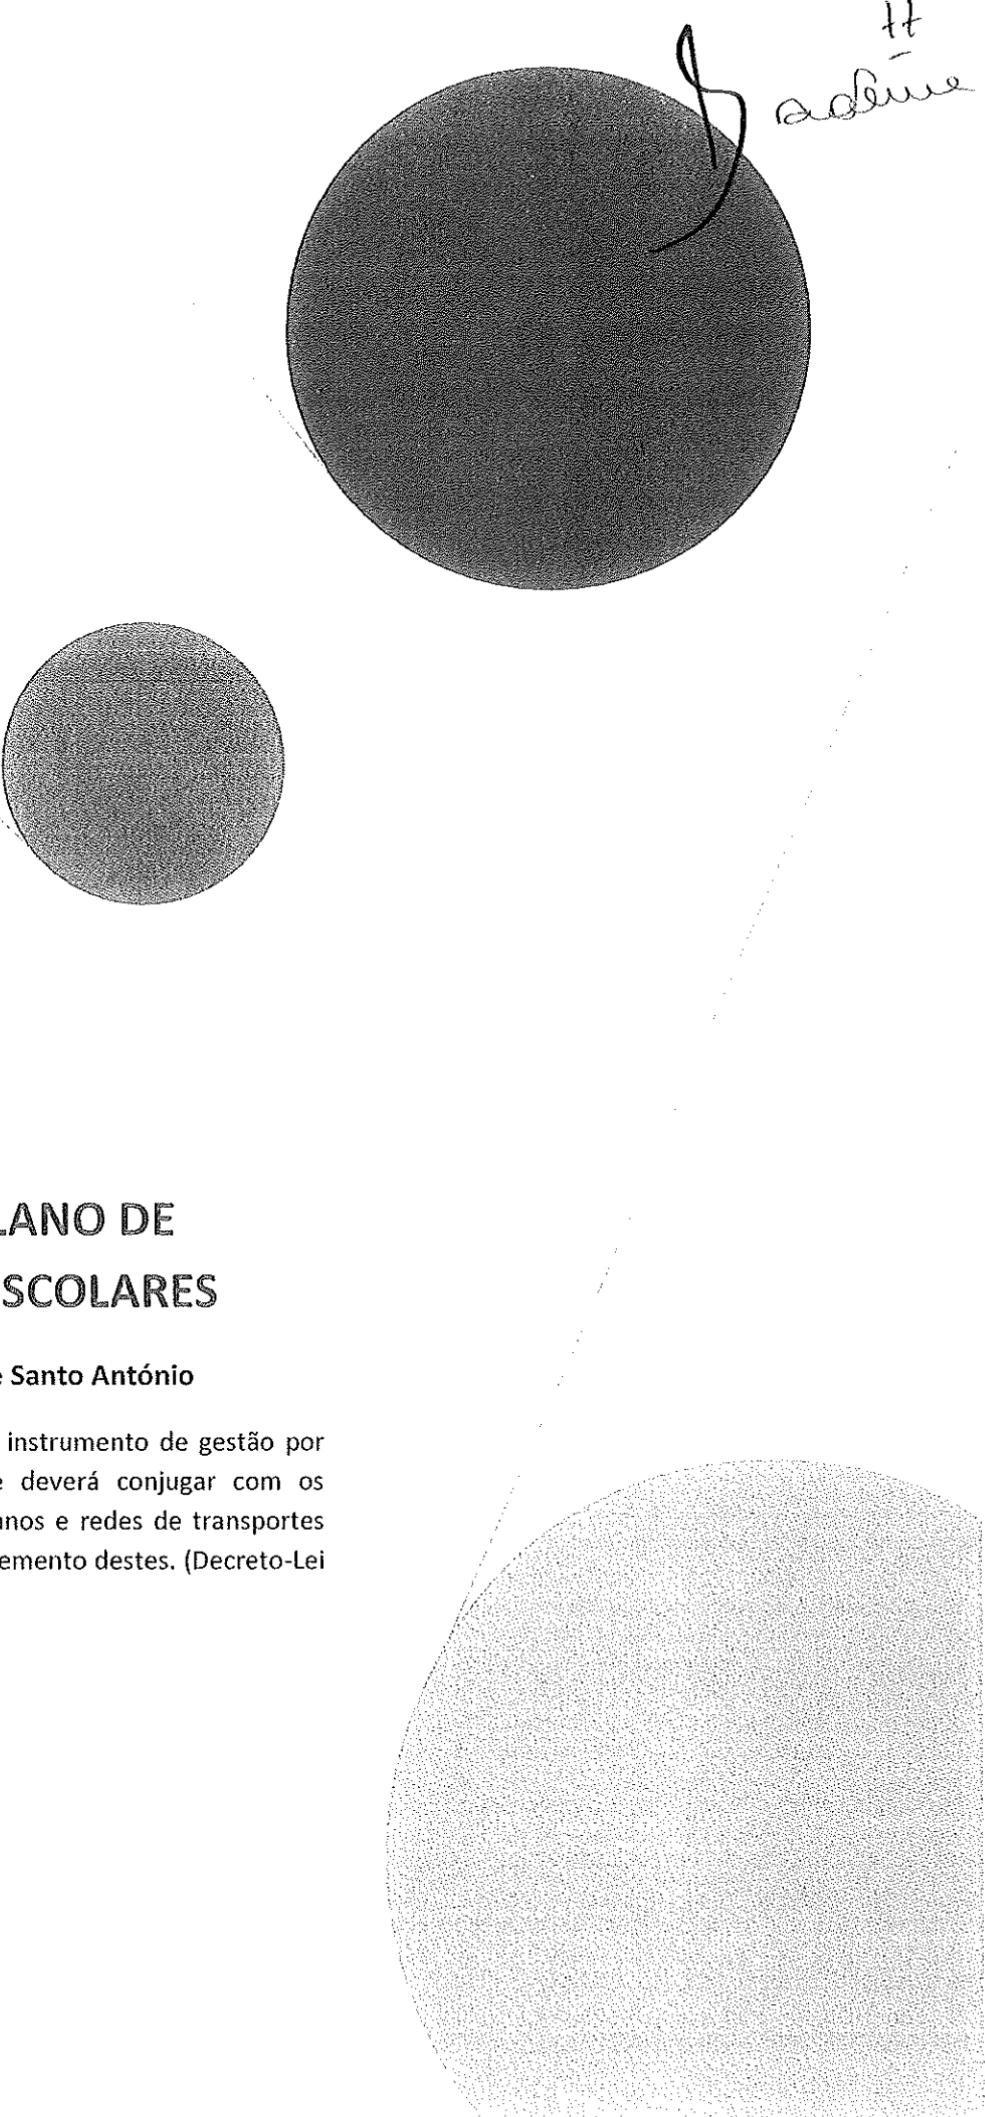 LANO DE
SCOLARES
e Santo António
instrumento de gestão por
e deverá conjugar com os
anos e redes de transportes
emento destes. (Decreto-Lei